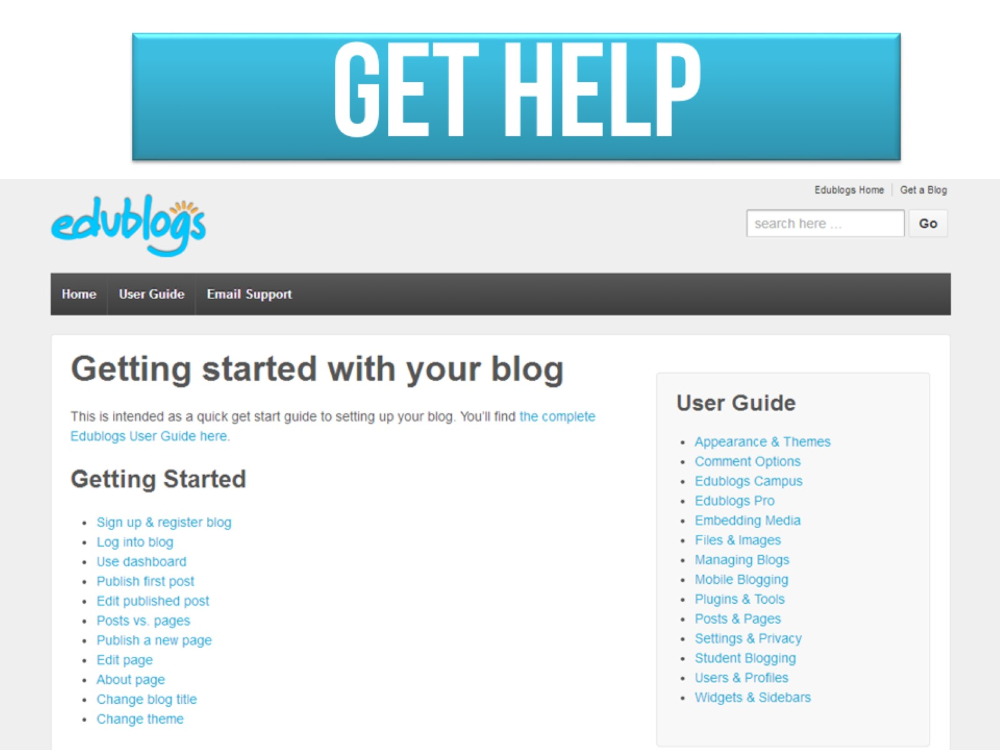 GET HELP
Edublogs Home
Get a Blog
edublogs
search here ...
Go
Home
User Guide
Email Support
Getting started with your blog
This is intended as a quick get start guide to setting up your blog. You'll find the complete
Edublogs User Guide here.
Getting Started
Sign up & register blog
Log into blog
Use dashboard
Publish first post
Edit published post
Posts vs. pages
Publish a new page
Edit page
About page
Change blog title
Change theme
User Guide
Appearance & Themes
Comment Options
Edublogs Campus
Edublogs Pro
Embedding Media
Files & Images
Managing Blogs
Mobile Blogging
Plugins & Tools
Posts & Pages
Settings & Privacy
Student Blogging
Users & Profiles
Widgets & Sidebars